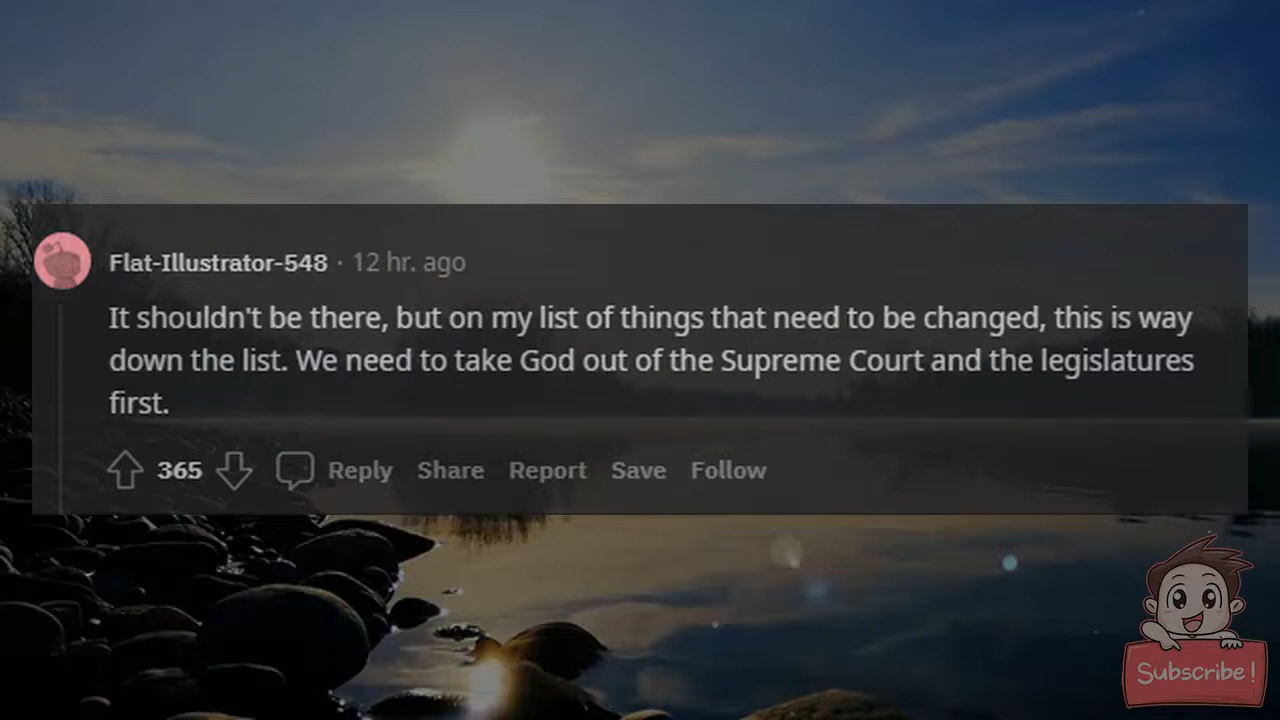 Flat-Illustrator-548 · 12 hr. ago
It shouldn't be there, but on my list of things that need to be changed, this is way
down the list. We need to take God out of the Supreme Court and the legislatures
first.
365 Reply Share Report Save Follow
Subscribe!